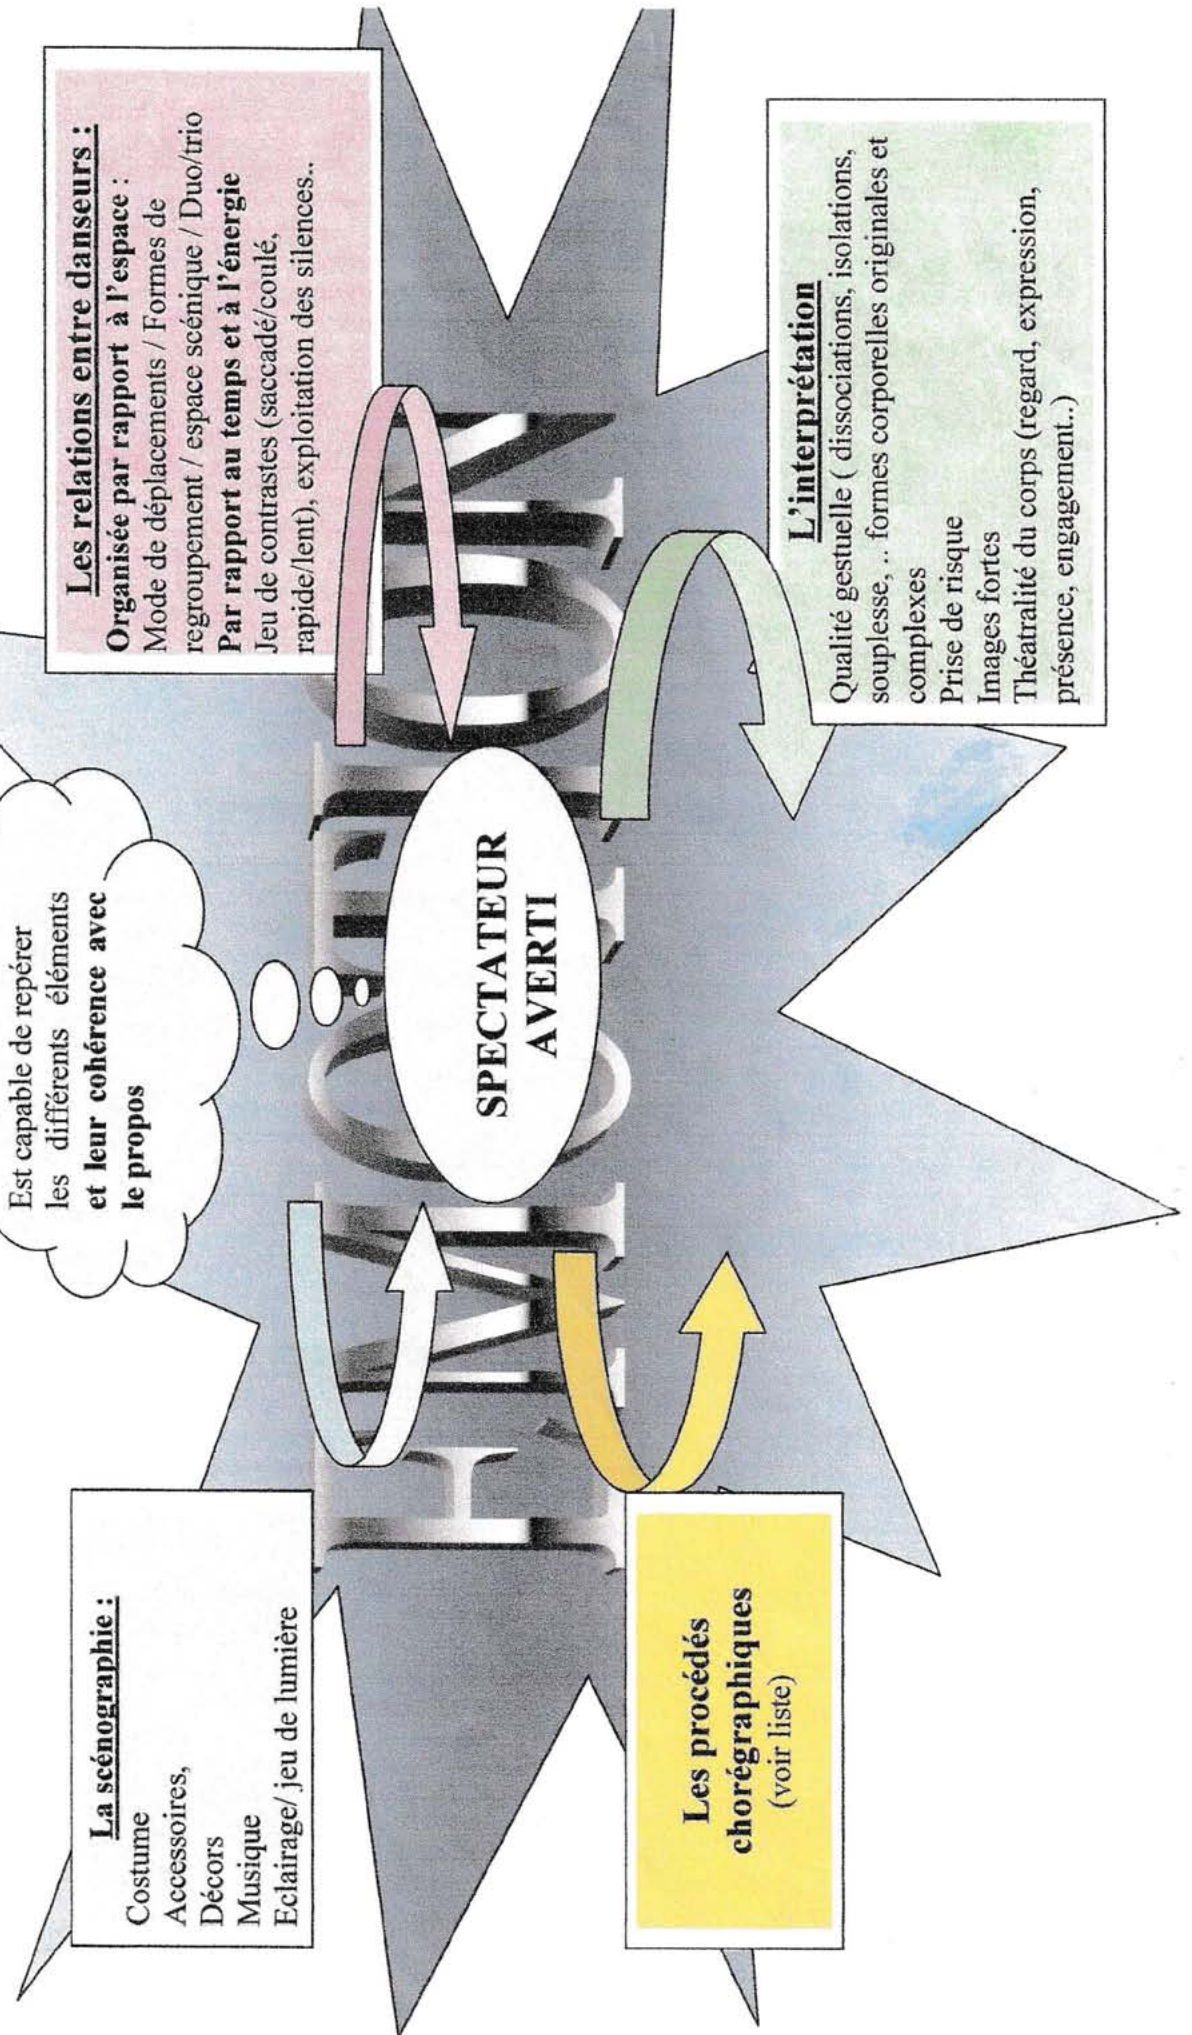 Est capable de repérer
les différents éléments
et leur cohérence avec
le propos
La scénographie :
Costume
Accessoires,
Décors
Musique
Eclairage/ jeu de lumière
Les relations entre danseurs :
Organisée par rapport à l'espace :
Mode de déplacements / Formes de
regroupement / espace scénique / Duo/trio
Par rapport au temps et à l'énergie
Jeu de contrastes (saccadé/coulé,
rapide/lent), exploitation des silences..
L'EMOTION
SPECTATEUR
AVERTI
Les procédés
chorégraphiques
(voir liste)
L'interprétation
Qualité gestuelle ( dissociations, isolations,
souplesse, .. formes corporelles originales et
complexes
Prise de risque
Images fortes
Théatralité du corps (regard, expression,
présence, engagement..)